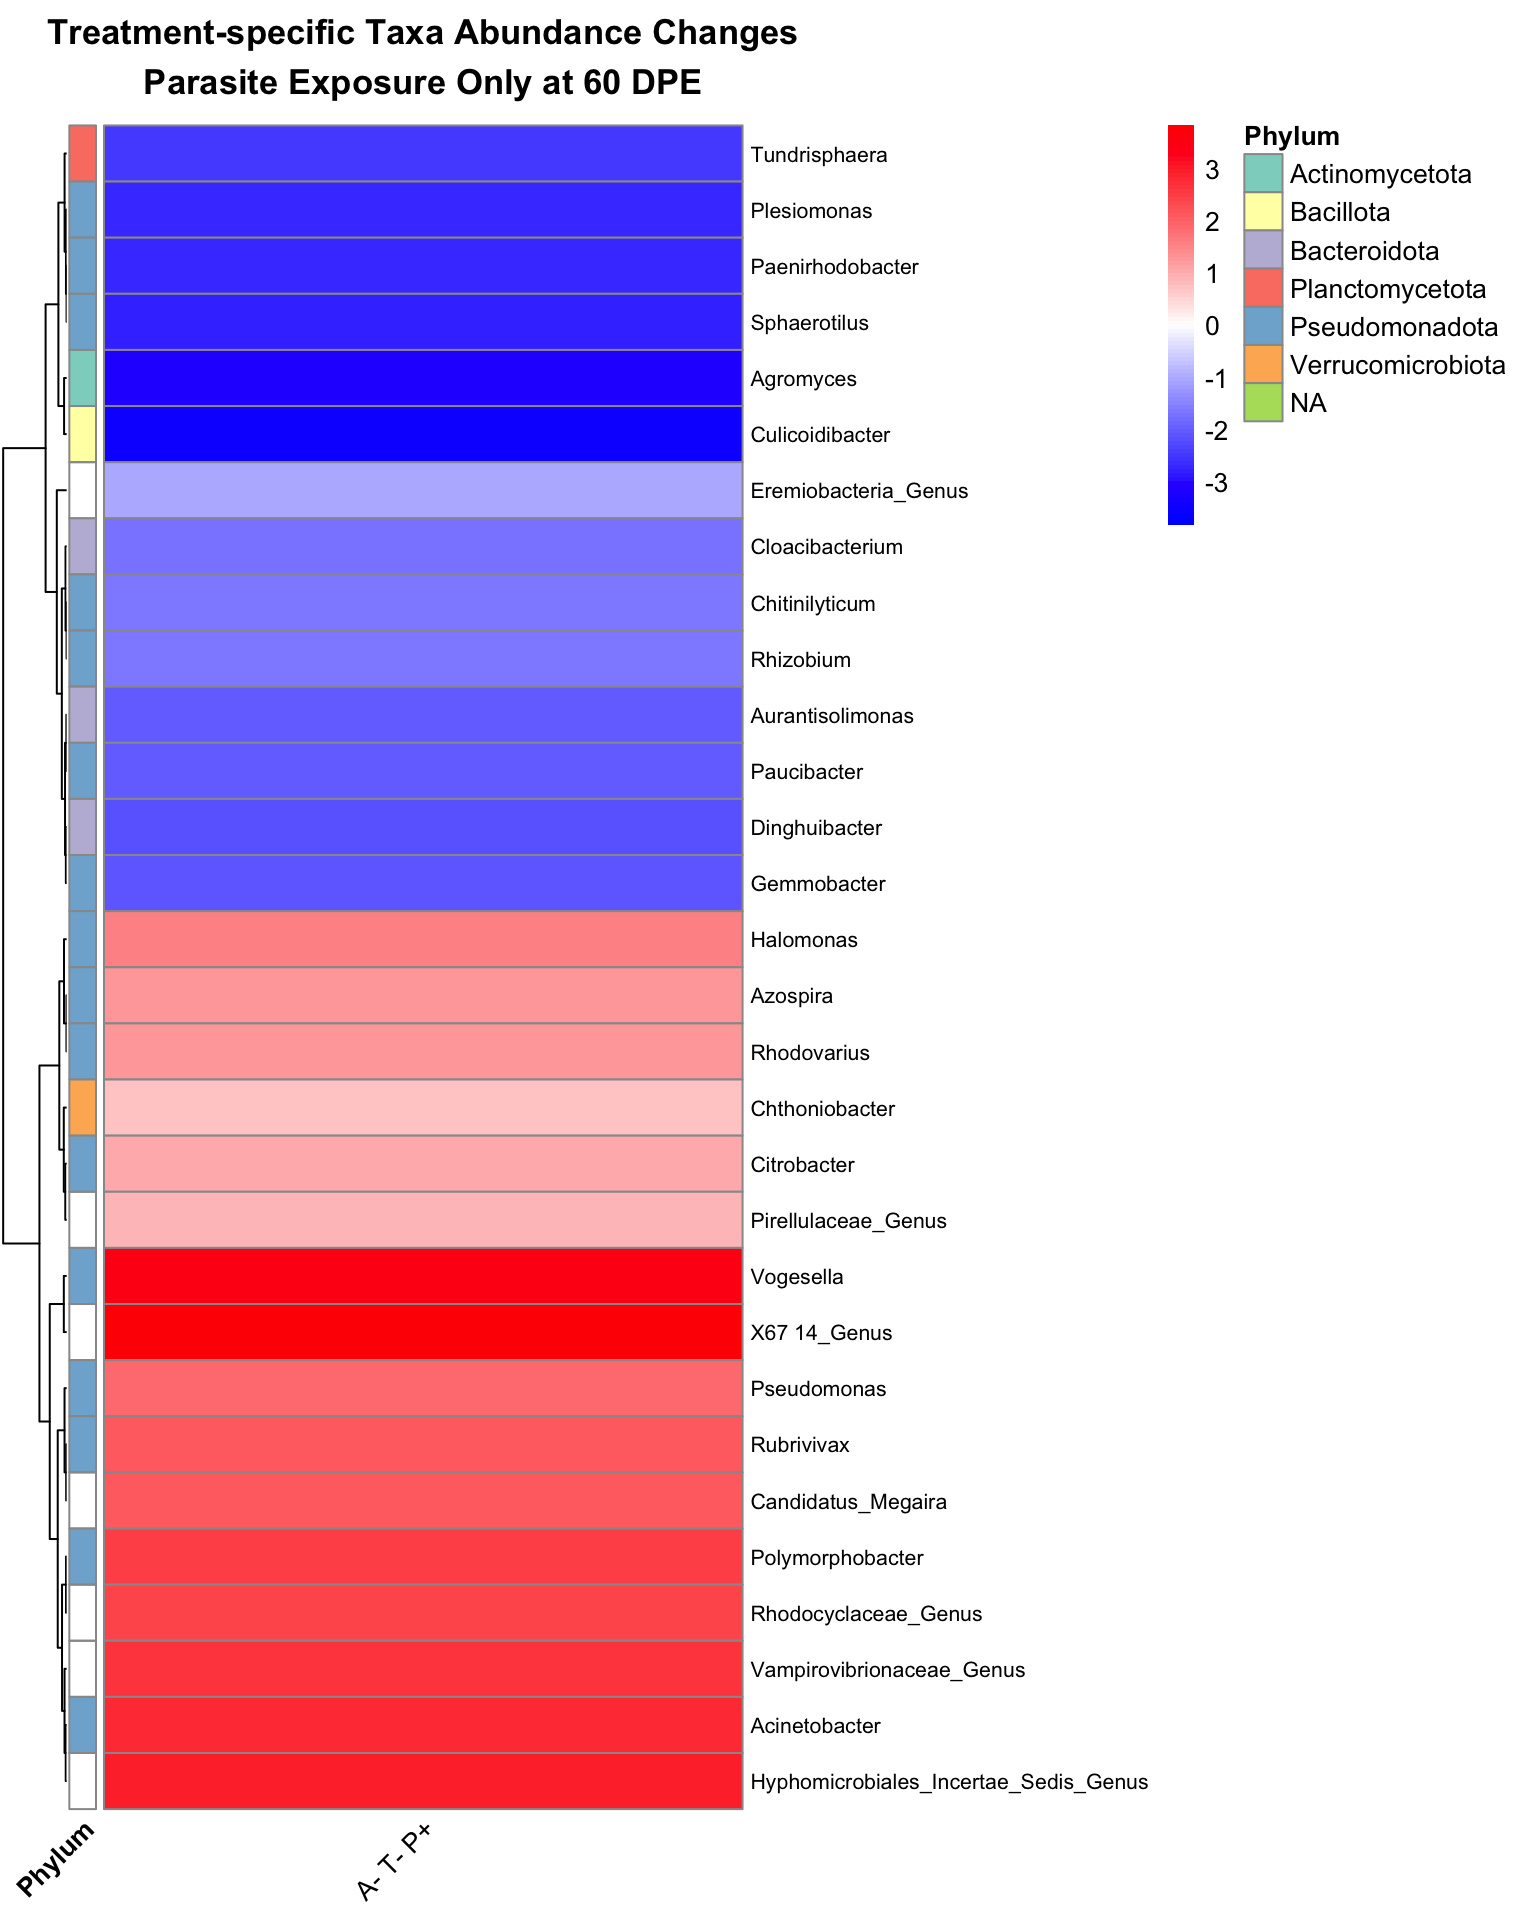 Treatment-specific Taxa Abundance Changes
Parasite Exposure Only at 60 DPE
Tundrisphaera
Plesiomonas
Paenirhodobacter
Sphaerotilus
Agromyces
Culicoidibacter
Eremiobacteria_Genus
Cloacibacterium
Chitinilyticum
Rhizobium
Aurantisolimonas
Paucibacter
Dinghuibacter
Gemmobacter
Halomonas
Azospira
Rhodovarius
Chthoniobacter
Citrobacter
Pirellulaceae_Genus
Vogesella
X67 14_Genus
Pseudomonas
Rubrivivax
Candidatus_Megaira
Polymorphobacter
Rhodocyclaceae_Genus
Vampirovibrionaceae_Genus
Acinetobacter
Hyphomicrobiales_Incertae_Sedis_Genus
Phylum
A- T- P+
3
2
1
0
-1
-2
-3
Phylum
Actinomycetota
Bacillota
Bacteroidota
Planctomycetota
Pseudomonadota
Verrucomicrobiota
NA